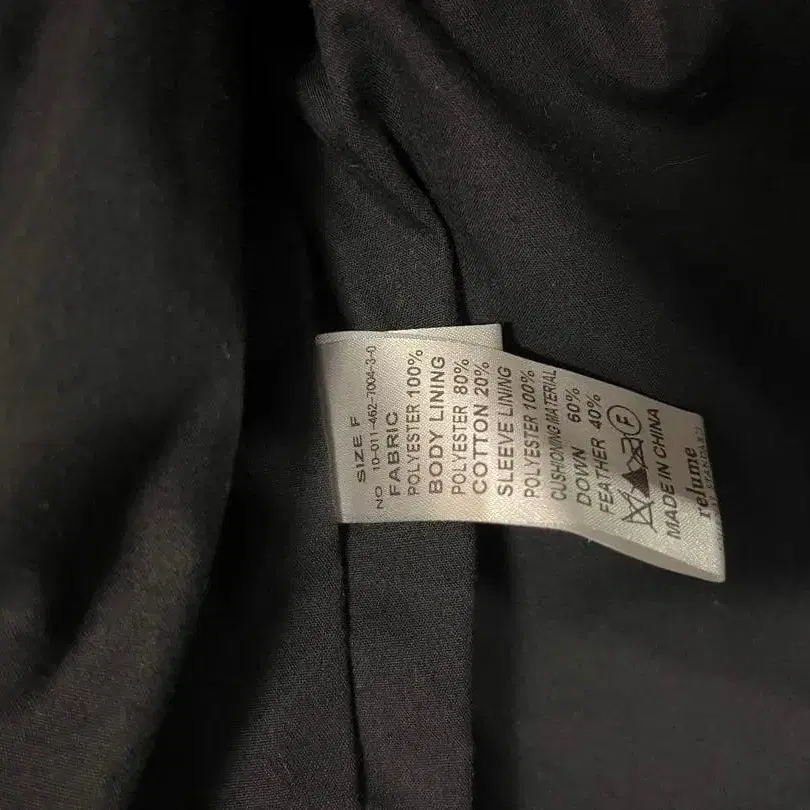 SIZE F
NO 10-011-462-7004-3-0
FABRIC
POLYESTER 100%
BODY LINING
POLYESTER 80%
COTTON 20%
SLEEVE LINING
POLYESTER 100%
CUSHIONING MATERIAL
DOWN 60%
FEATHER 40%
F
MADE IN CHINA
relume